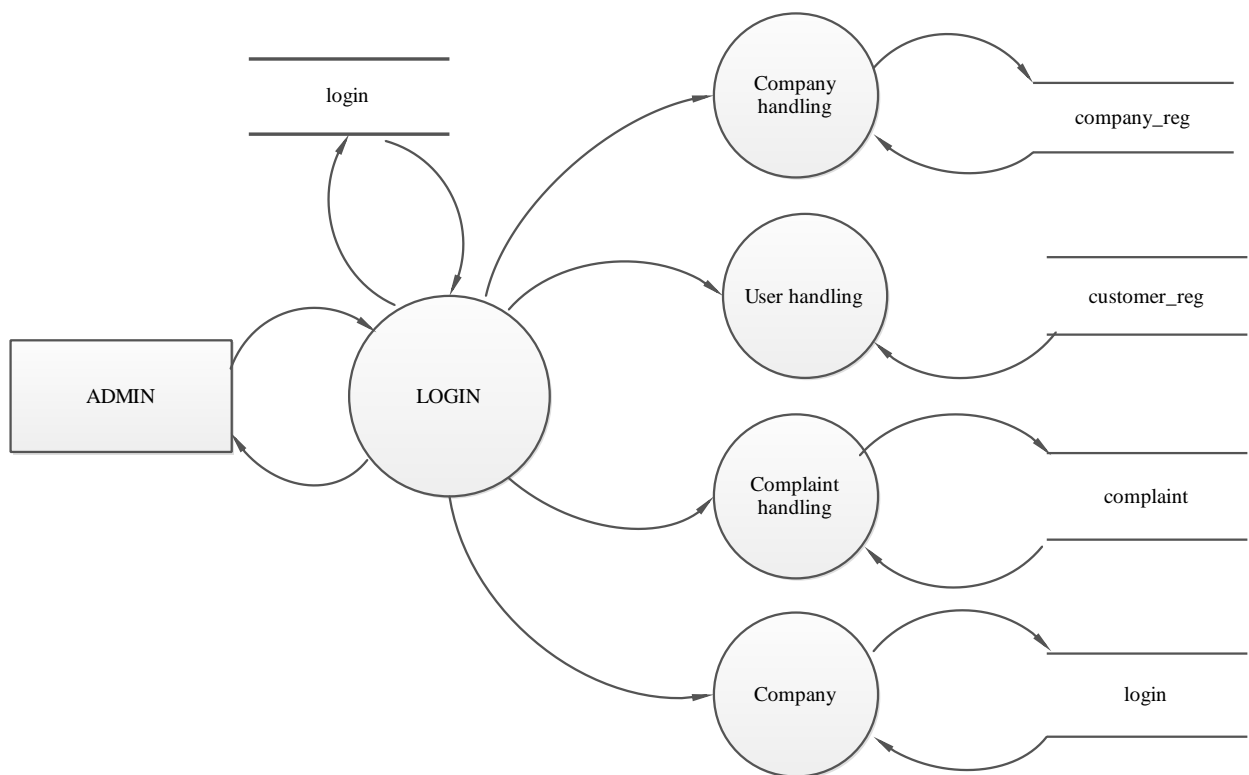 login
Company
handling
company_reg
User handling
customer_reg
ADMIN
LOGIN
Complaint
handling
complaint
Company
login